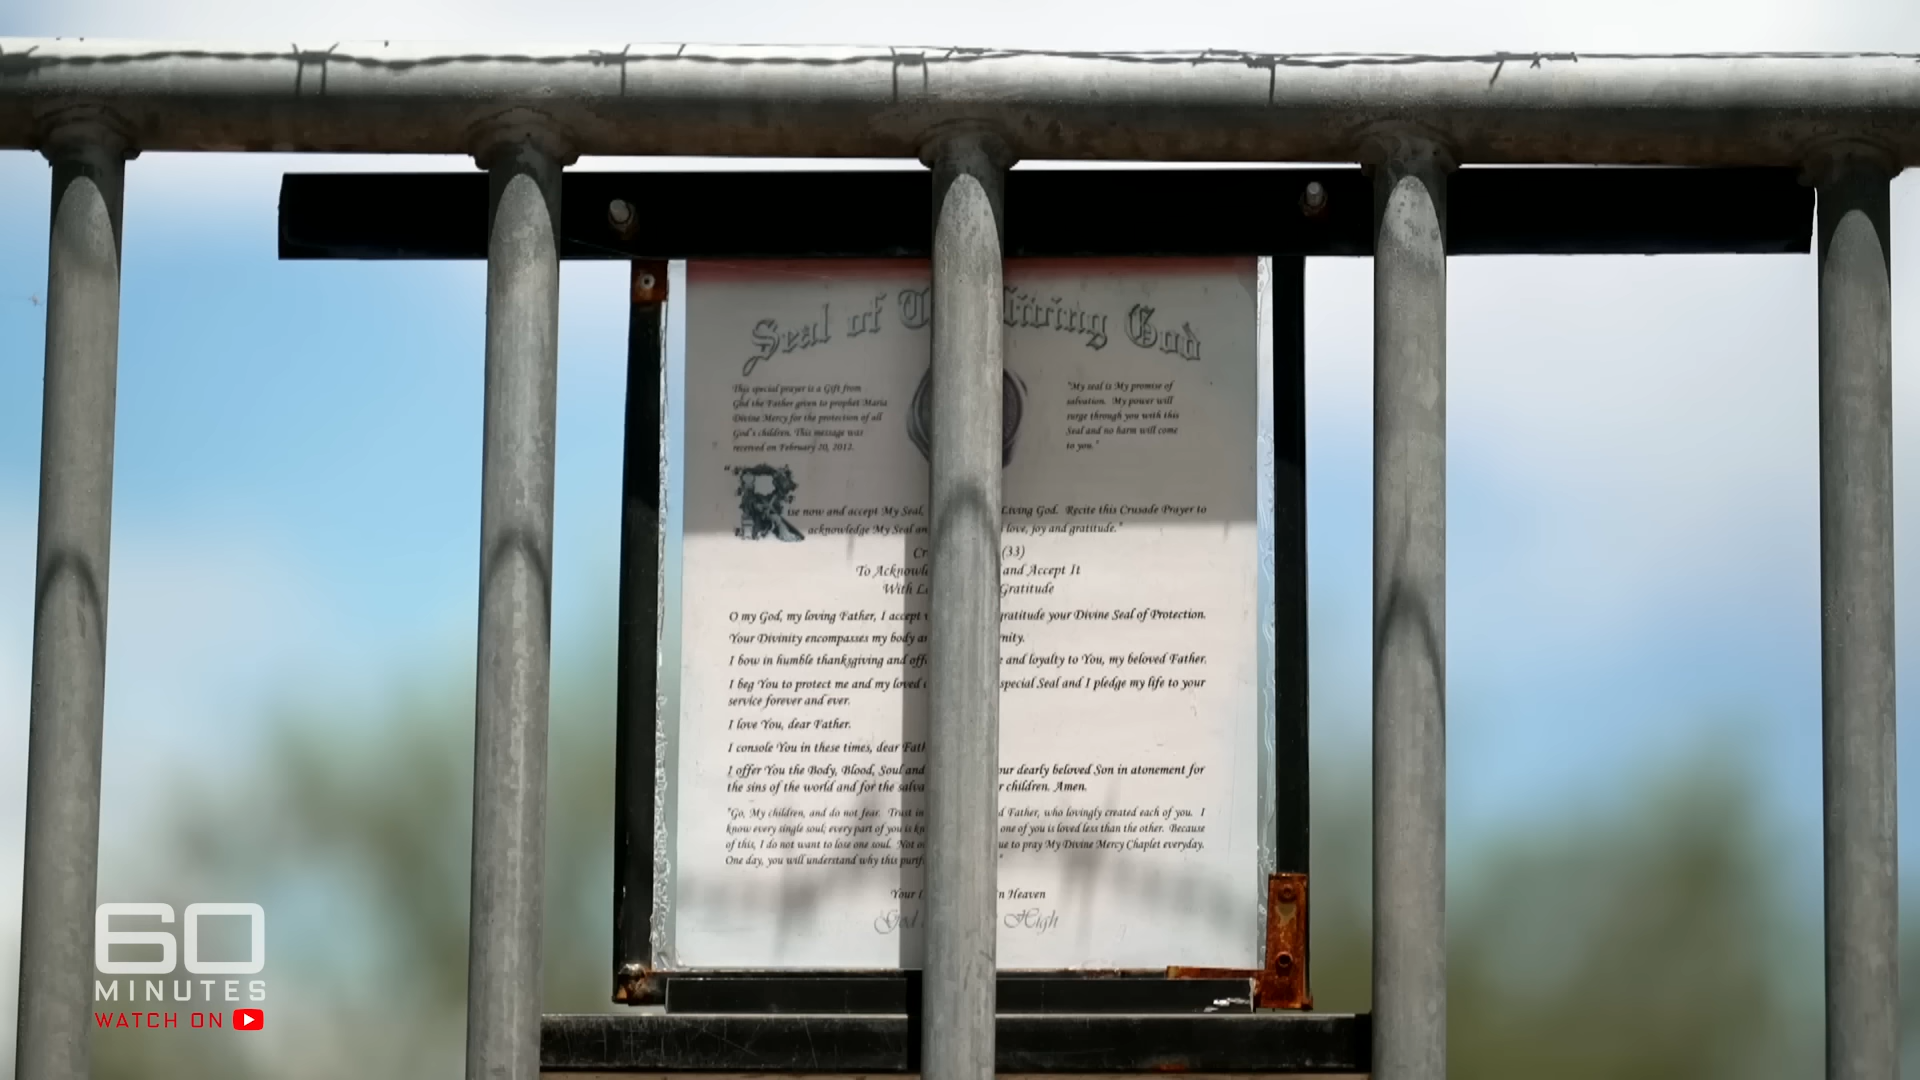 Seal of T Living God
This special prayer is a Gift from
God the Father given to prophet Maria
Divine Mercy for the protection of all
God's children. This message was
received on February 20, 2012.
"My seal is My promise of
salvation. My power will
surge through you with this
Seal and no harm will come
to you."
"Rise now and accept My Seal, Living God. Recite this Crusade Prayer to
acknowledge My Seal an love, joy and gratitude."
Cr (33)
To Acknowle and Accept It
With L Gratitude
O my God, my loving Father, I accept gratitude your Divine Seal of Protection.
Your Divinity encompasses my body a nity.
I bow in humble thanksgiving and off and loyalty to You, my beloved Father.
I beg You to protect me and my loved special Seal and I pledge my life to your
service forever and ever.
I love You, dear Father.
I console You in these times, dear Fath
I offer You the Body, Blood, Soul and our dearly beloved Son in atonement for
the sins of the world and for the salva children. Amen.
"Go, My children, and do not fear. Trust in d Father, who lovingly created each of you. I
know every single soul; every part of you is kn one of you is loved less than the other. Because
of this, I do not want to lose one soul. Not o ue to pray My Divine Mercy Chaplet everyday.
One day, you will understand why this purif "
Your n Heaven
God High
60
MINUTES
WATCH ON